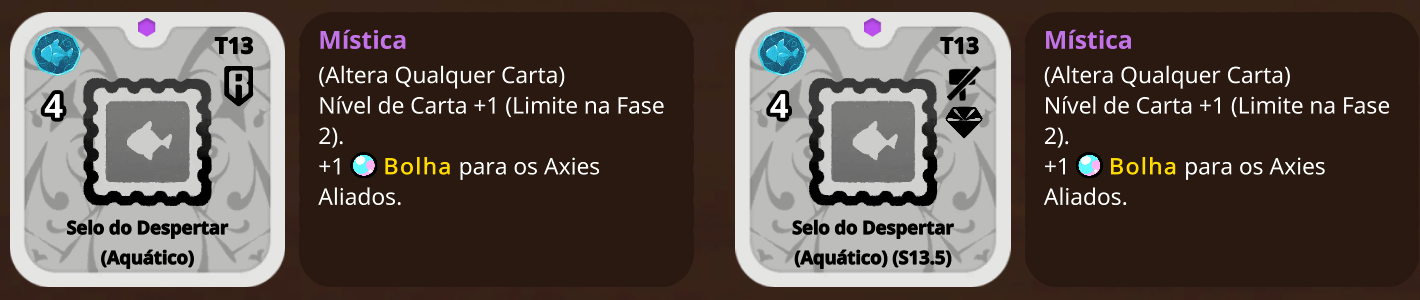 T13
4
Selo do Despertar
(Aquático)
Mística
(Altera Qualquer Carta)
Nível de Carta +1 (Limite na Fase
2).
+1 Bolha para os Axies
Aliados.
T13
4
Selo do Despertar
(Aquático) (S13.5)
Mística
(Altera Qualquer Carta)
Nível de Carta +1 (Limite na Fase
2).
+1 Bolha para os Axies
Aliados.